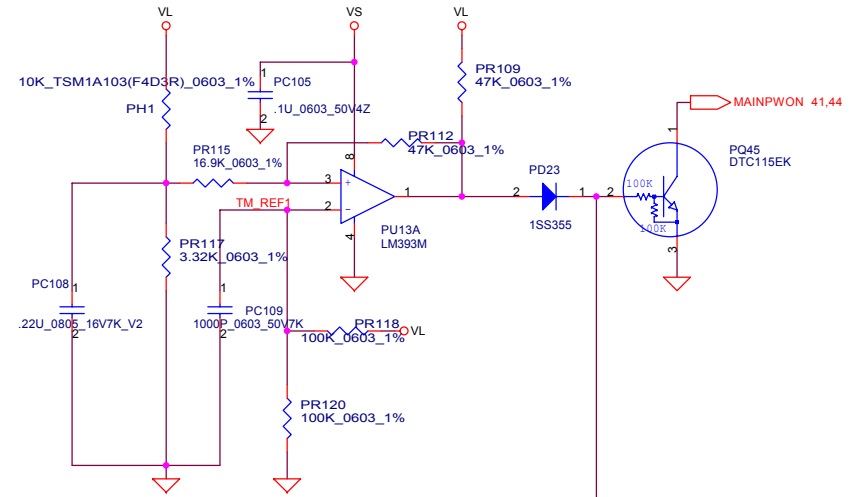 VL
VS
VL
10K_TSM1A103(F4D3R)_0603_1%
PH1
1
PC105
.1U_0603_50V4Z
2
PR109
47K_0603_1%
MAINPWON 41,44
PR115
16.9K_0603_1%
PR112
47K_0603_1%
8
3
+
1
2
-
TM_REF1
4
PU13A
LM393M
2
PD23
1
1SS355
1
PQ45
DTC115EK
2
100K
100K
3
PR117
3.32K_0603_1%
PC108
1
.22U_0805_16V7K_V2
2
1
PC109
1000P_0603_50V7K
2
PR118
100K_0603_1%
VL
PR120
100K_0603_1%